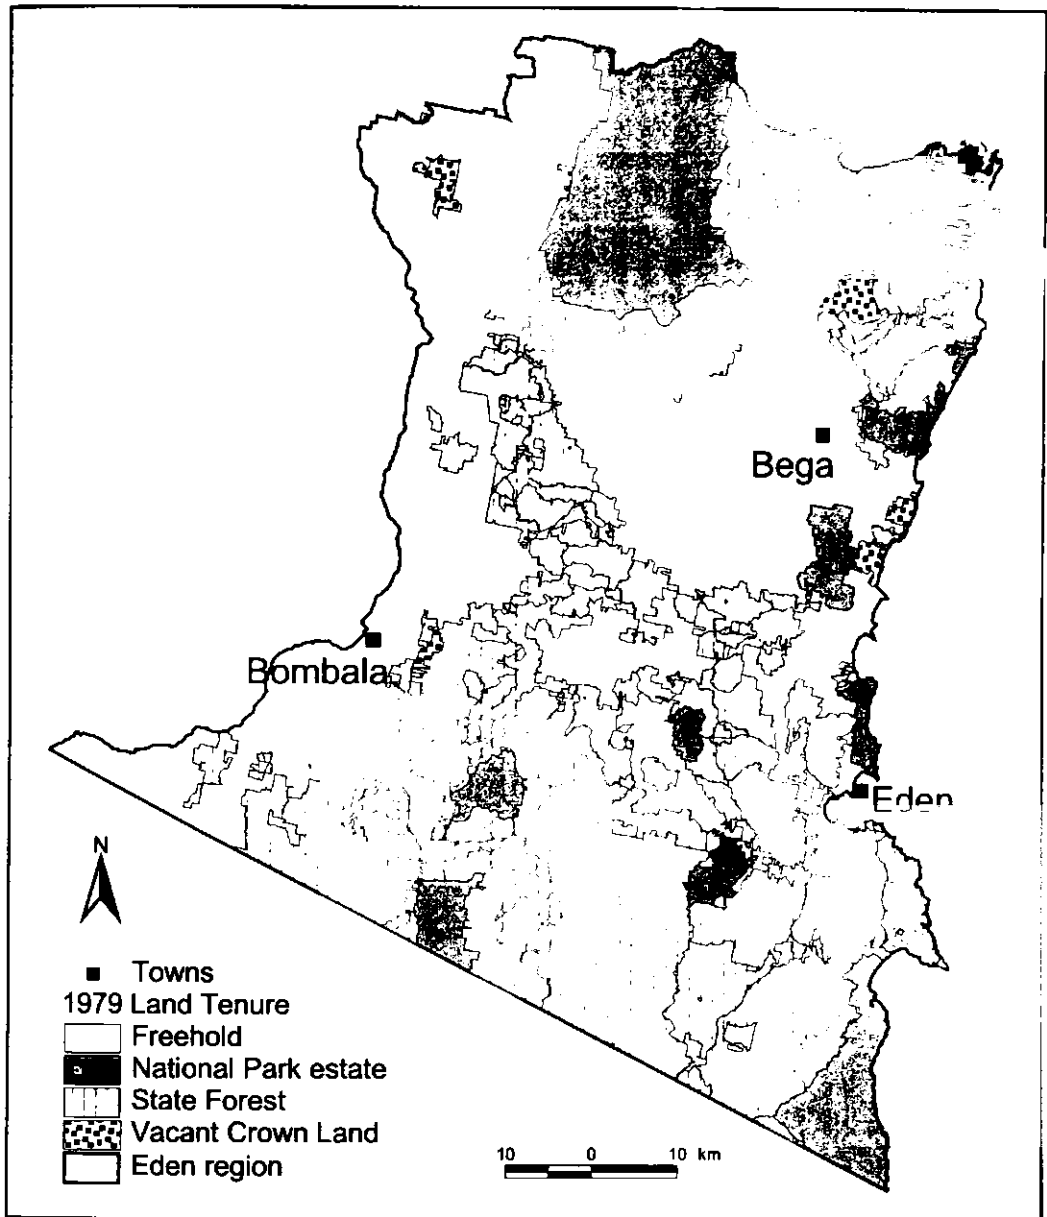 Bega
Bombala
Eden
N
Towns
1979 Land Tenure
Freehold
National Park estate
State Forest
Vacant Crown Land
Eden region
10 0 10 km